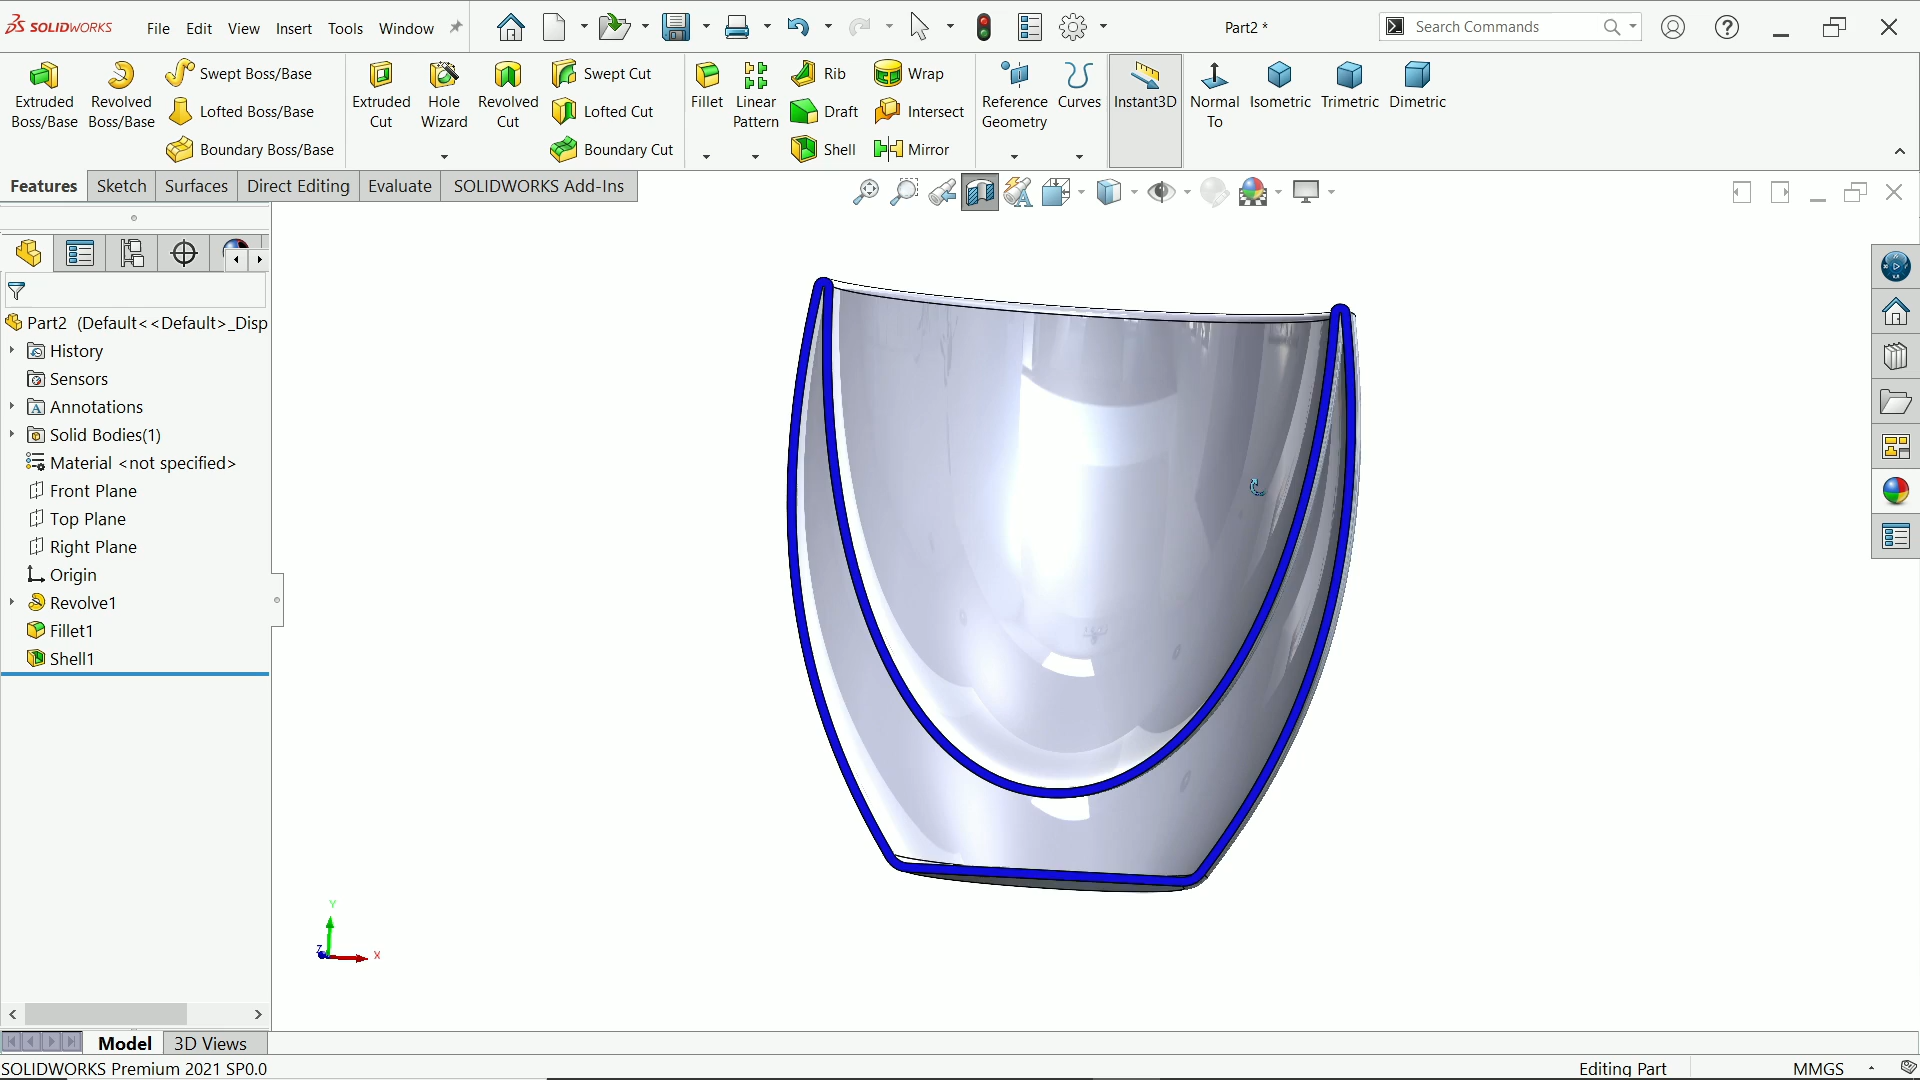 SOLIDWORKS File Edit View Insert Tools Window Part2 * Search Commands
Extruded Boss/Base
Revolved Boss/Base
Swept Boss/Base
Lofted Boss/Base
Boundary Boss/Base
Extruded Cut
Hole Wizard
Revolved Cut
Swept Cut
Lofted Cut
Boundary Cut
Fillet
Linear Pattern
Rib
Draft
Shell
Wrap
Intersect
Mirror
Reference Geometry
Curves
Instant3D
Normal To
Isometric
Trimetric
Dimetric
Features Sketch Surfaces Direct Editing Evaluate SOLIDWORKS Add-Ins
Part2 (Default<<Default>_Disp
History
Sensors
Annotations
Solid Bodies(1)
Material <not specified>
Front Plane
Top Plane
Right Plane
Origin
Revolve1
Fillet1
Shell1
Y
Z
X
Model 3D Views
SOLIDWORKS Premium 2021 SP0.0 Editing Part MMGS